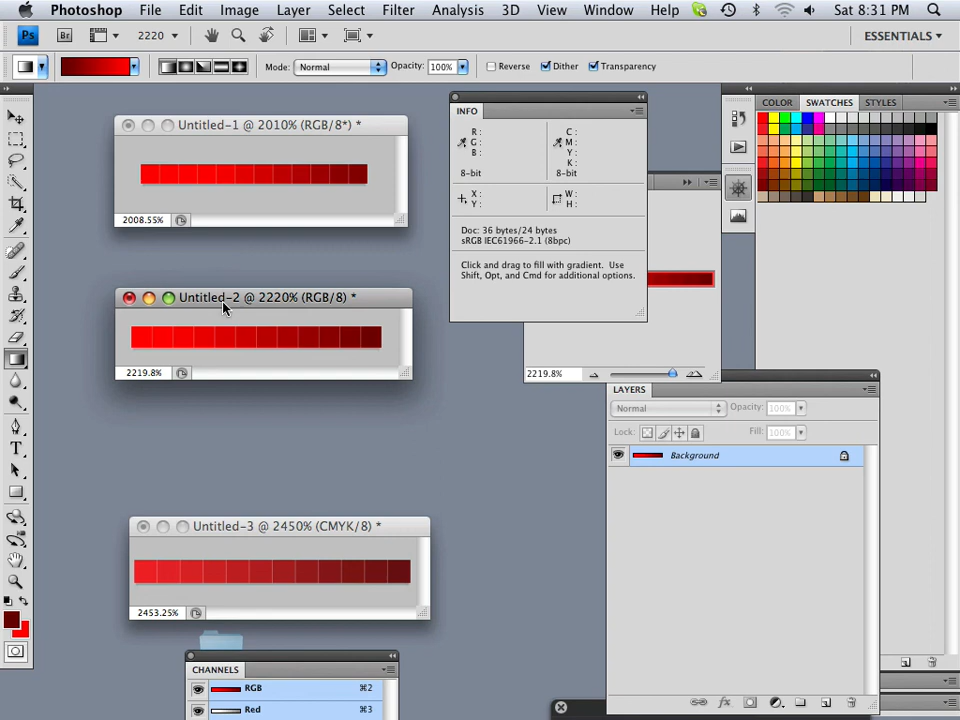 Photoshop File Edit Image Layer Select Filter Analysis 3D View Window Help Sat 8:31 PM
Ps Br 2220 ESSENTIALS
Mode: Normal Opacity: 100% Reverse Dither Transparency
Untitled-1 @ 2010% (RGB/8*) *
2008.55%
Untitled-2 @ 2220% (RGB/8) *
2219.8%
Untitled-3 @ 2450% (CMYK/8) *
2453.25%
INFO
R: C:
G: M:
B: Y:
K:
8-bit 8-bit
X: W:
Y: H:
Doc: 36 bytes/24 bytes
sRGB IEC61966-2.1 (8bpc)
Click and drag to fill with gradient. Use
Shift, Opt, and Cmd for additional options.
2219.8%
COLOR SWATCHES STYLES
LAYERS
Normal Opacity: 100%
Lock: Fill: 100%
Background
fx
CHANNELS
RGB ⌘2
Red ⌘3